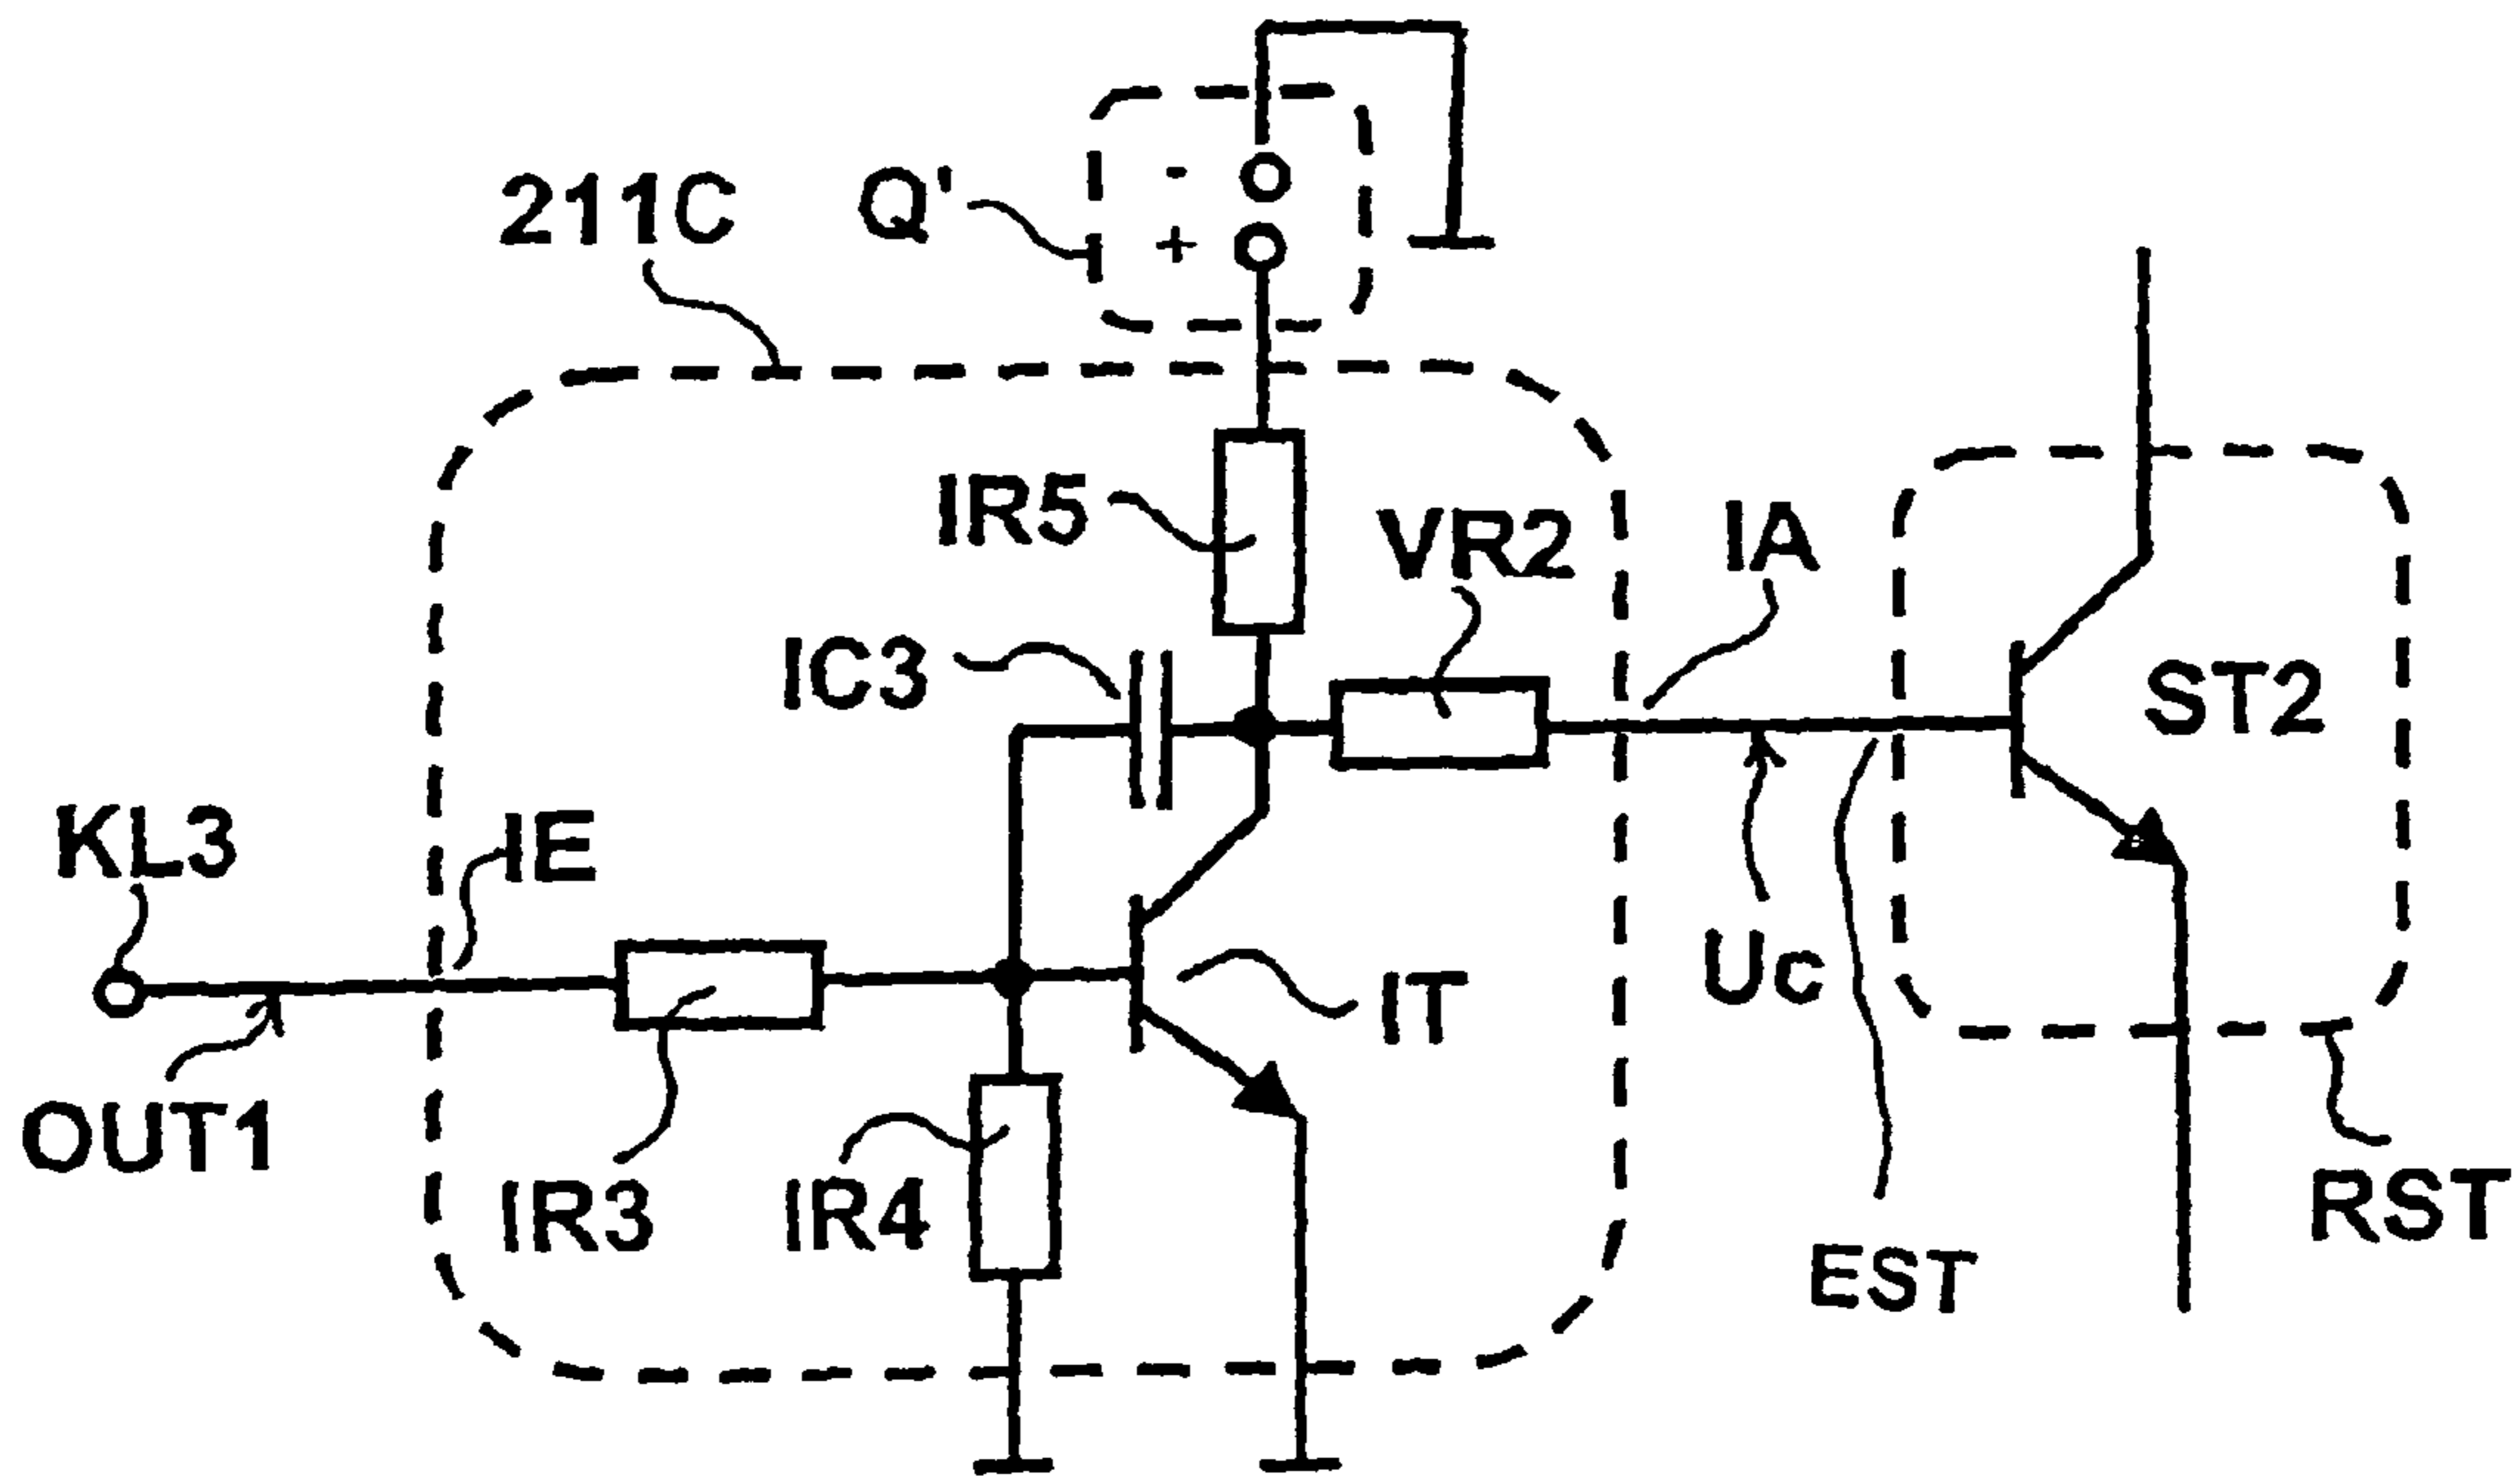 211C
Q'
-
+
IR5
VR2
IA
IC3
ST2
KL3
IE
Uc
IT
OUT1
IR3
IR4
EST
RST